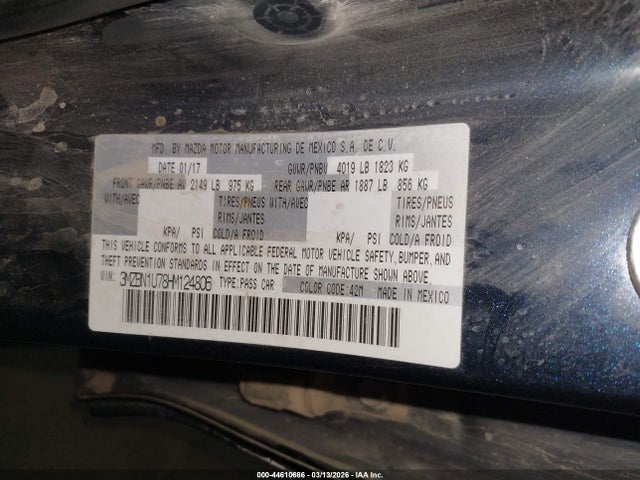 MFD. BY MAZDA MOTOR MANUFACTURING DE MEXICO S.A. DE C.V.
DATE 01/17 GVWR/PNBV 4019 LB 1823 KG
FRONT GAWR/PNBE AV 2149 LB 975 KG REAR GAWR/PNBE AR 1887 LB 856 KG
WITH/AVEC TIRES/PNEUS WITH/AVEC TIRES/PNEUS
RIMS/JANTES RIMS/JANTES
KPA/ PSI COLD/A FROID KPA/ PSI COLD/A FROID
THIS VEHICLE CONFORMS TO ALL APPLICABLE FEDERAL MOTOR VEHICLE SAFETY, BUMPER, AND
THEFT PREVENTION STANDARDS IN EFFECT ON THE DATE OF MANUFACTURE SHOWN ABOVE.
VIN: 3MZBN1U78HM124806 TYPE:PASS CAR COLOR CODE:42M MADE IN MEXICO
000-44610686 - 03/13/2026 - IAA Inc.